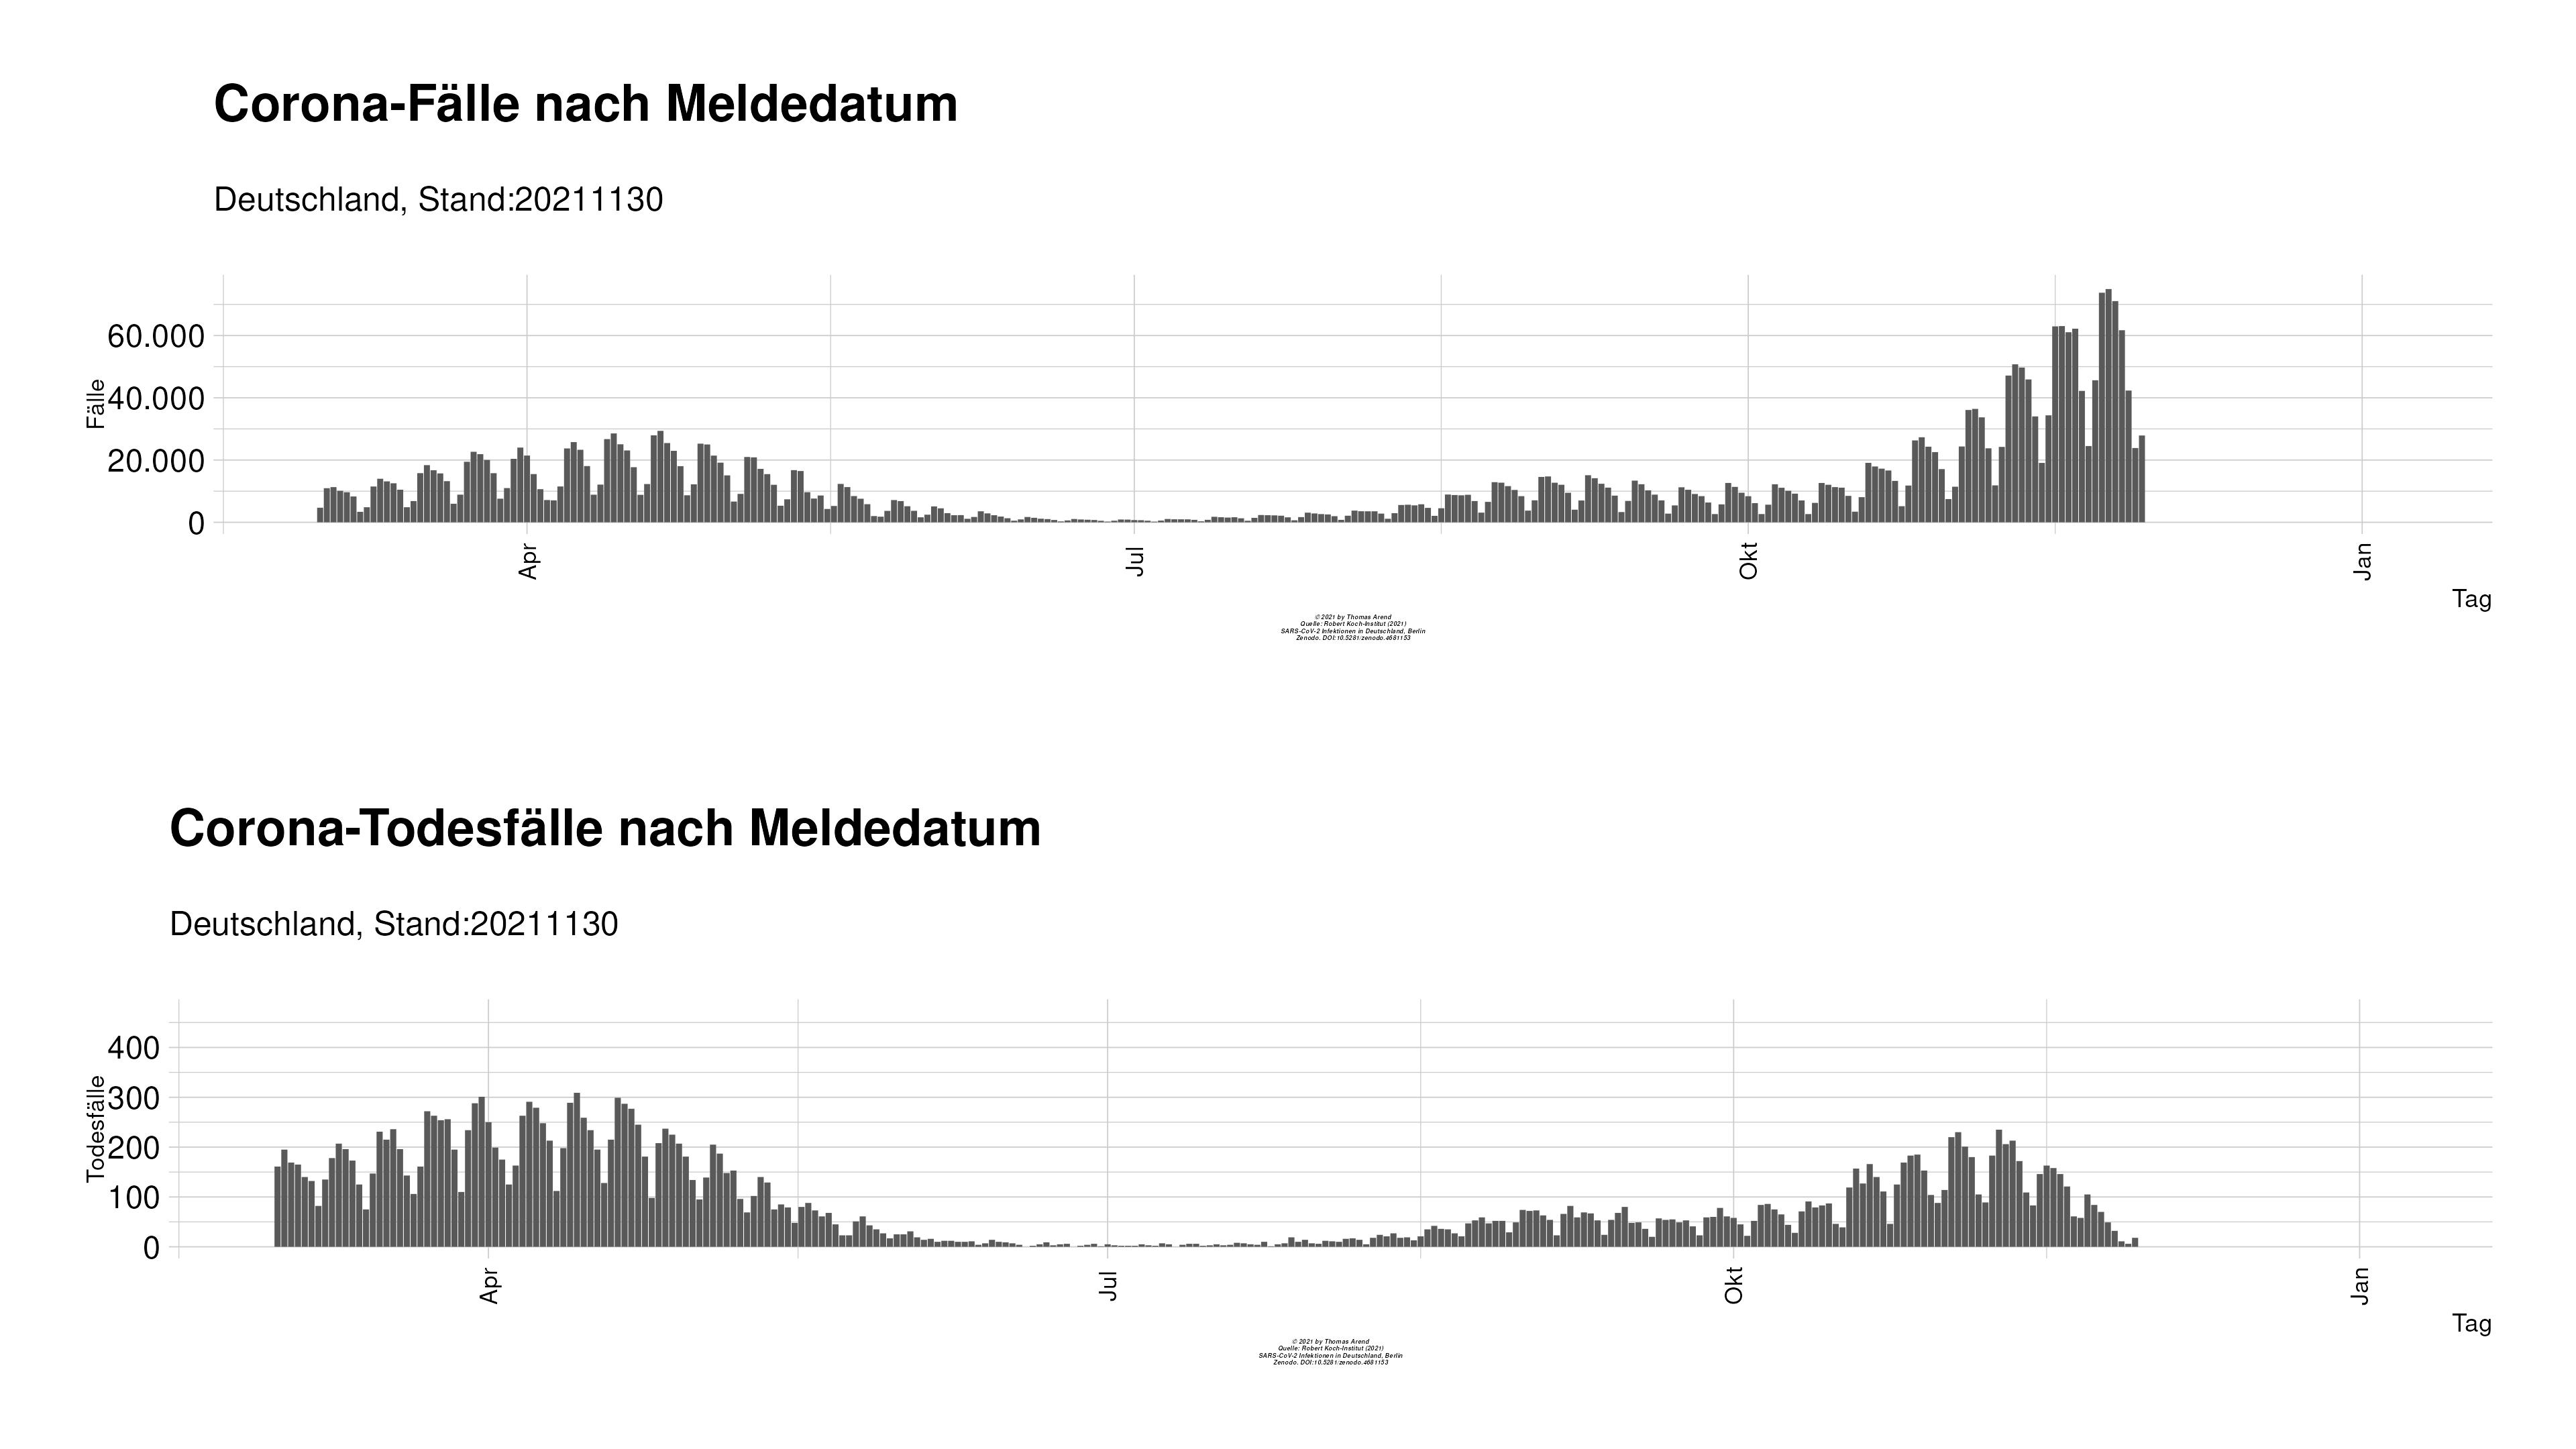 Corona-Fälle nach Meldedatum
Deutschland, Stand:20211130
60.000
40.000
20.000
0
Fälle
Apr
Jul
Okt
Jan
Tag
© 2021 by Thomas Arend
Quelle: Robert Koch-Institut (2021)
SARS-CoV-2 Infektionen in Deutschland, Berlin
Zenodo. DOI:10.5281/zenodo.4681153
Corona-Todesfälle nach Meldedatum
Deutschland, Stand:20211130
400
300
200
100
0
Todesfälle
Apr
Jul
Okt
Jan
Tag
© 2021 by Thomas Arend
Quelle: Robert Koch-Institut (2021)
SARS-CoV-2 Infektionen in Deutschland, Berlin
Zenodo. DOI:10.5281/zenodo.4681153